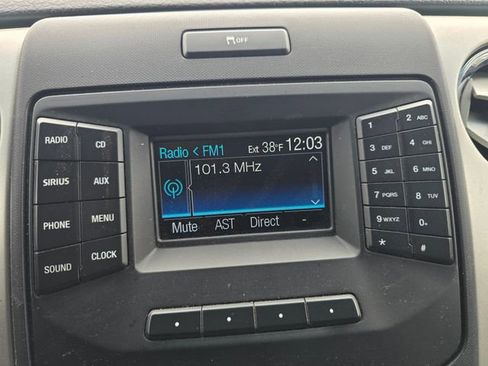 OFF
RADIO CD
SIRIUS AUX
PHONE MENU
SOUND CLOCK
Radio < FM1 Ext 38°F 12:03
101.3 MHz
Mute AST Direct -
1 2 ABC
3 DEF 4 GHI
5 JKL 6 MNO
7 PQRS 8 TUV
9 WXYZ 0+
* #